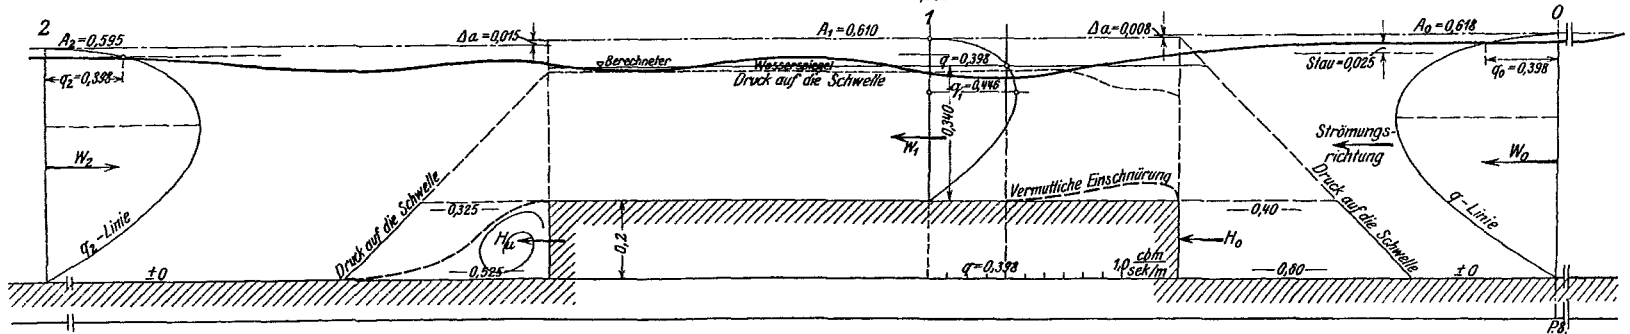 2
1
0
A₂=0,595
Δa=0,015
A₁=0,610
Δa=0,008
A₀=0,618
q₂=0,398
Berechneter
Wasserspiegel
Druck auf die Schwelle
q=0,398
q₁=0,446
Stau=0,025
q₀=0,398
0,340
W₂
W₁
Strömungs-
richtung
W₀
q₂-Linie
Druck auf die Schwelle
Vermutliche Einschnürung
Druck auf die Schwelle
q-Linie
0,325
0,40
Hᵤ
0,2
H₀
±0
0,525
q=0,398
1,0 cbm
sek/m
0,60
±0
P.8.